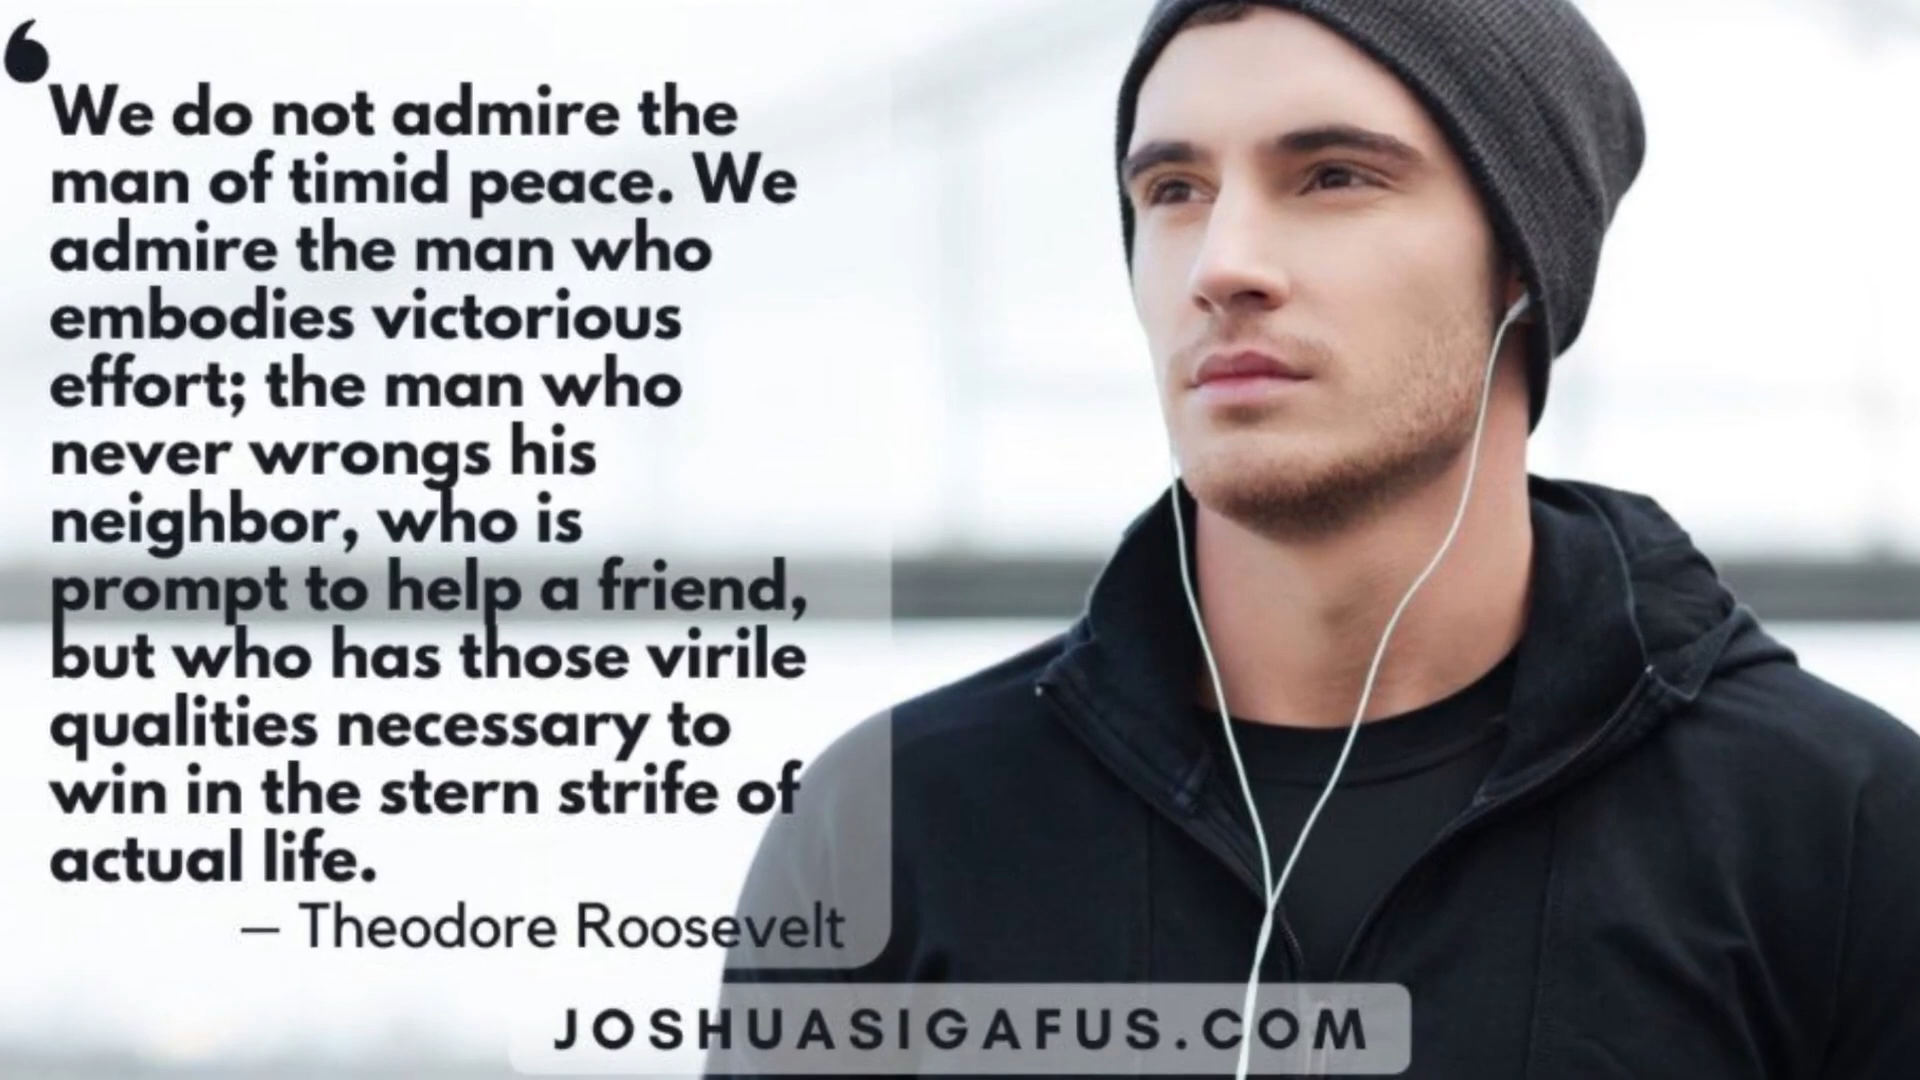 ‘
We do not admire the
man of timid peace. We
admire the man who
embodies victorious
effort; the man who
never wrongs his
neighbor, who is
prompt to help a friend,
but who has those virile
qualities necessary to
win in the stern strife of
actual life.
– Theodore Roosevelt
JOSHUASIGAFUS.COM